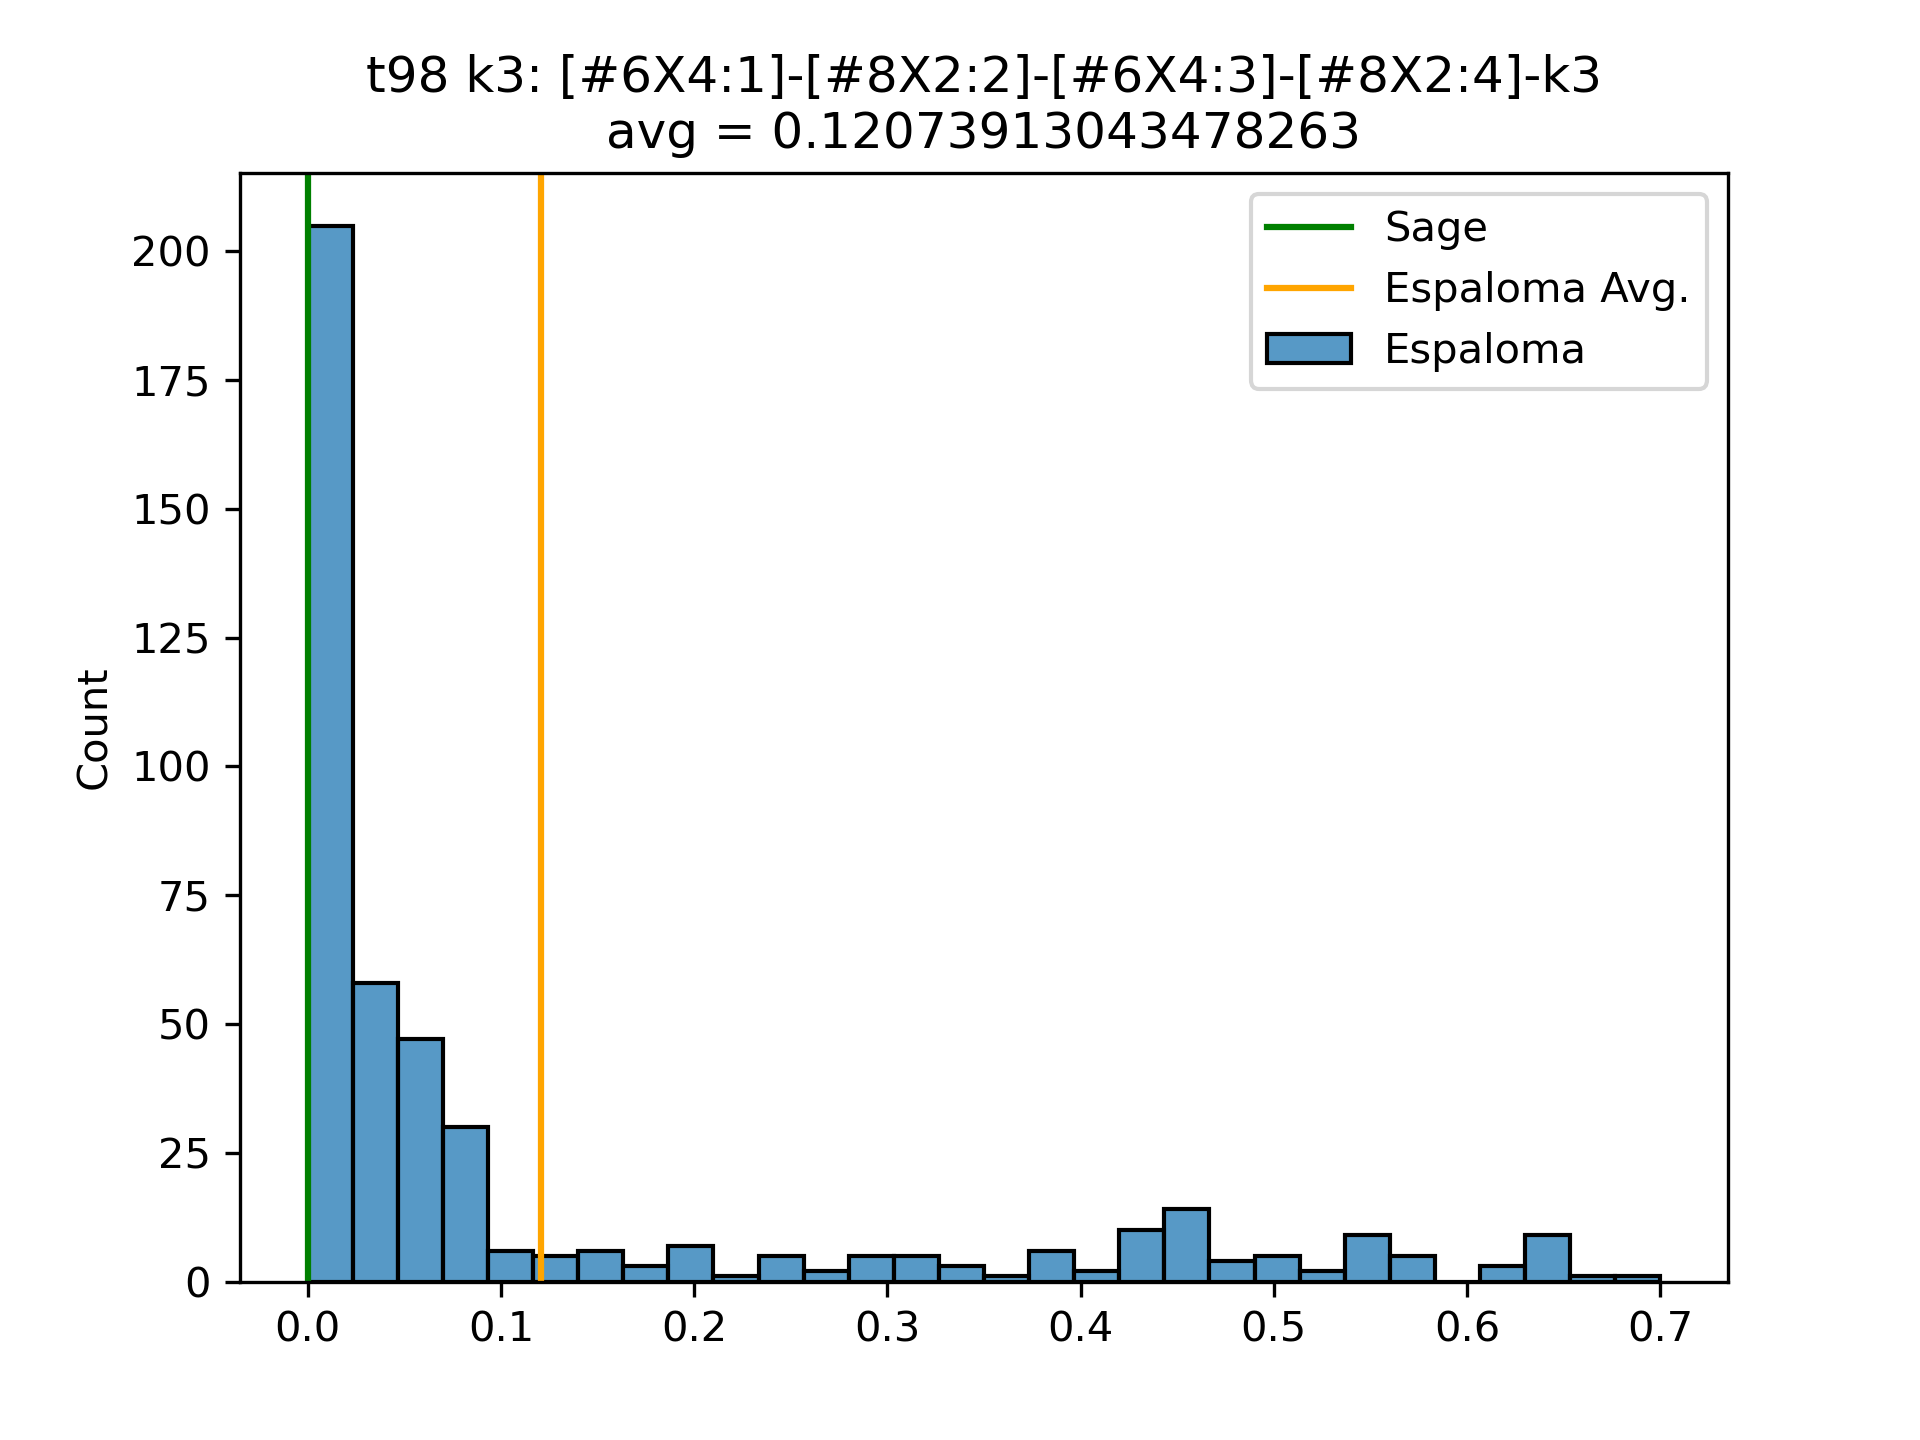 t98 k3: [#6X4:1]-[#8X2:2]-[#6X4:3]-[#8X2:4]-k3
avg = 0.12073913043478263
Sage
Espaloma Avg.
Espaloma
Count
200
175
150
125
100
75
50
25
0
0.0 0.1 0.2 0.3 0.4 0.5 0.6 0.7